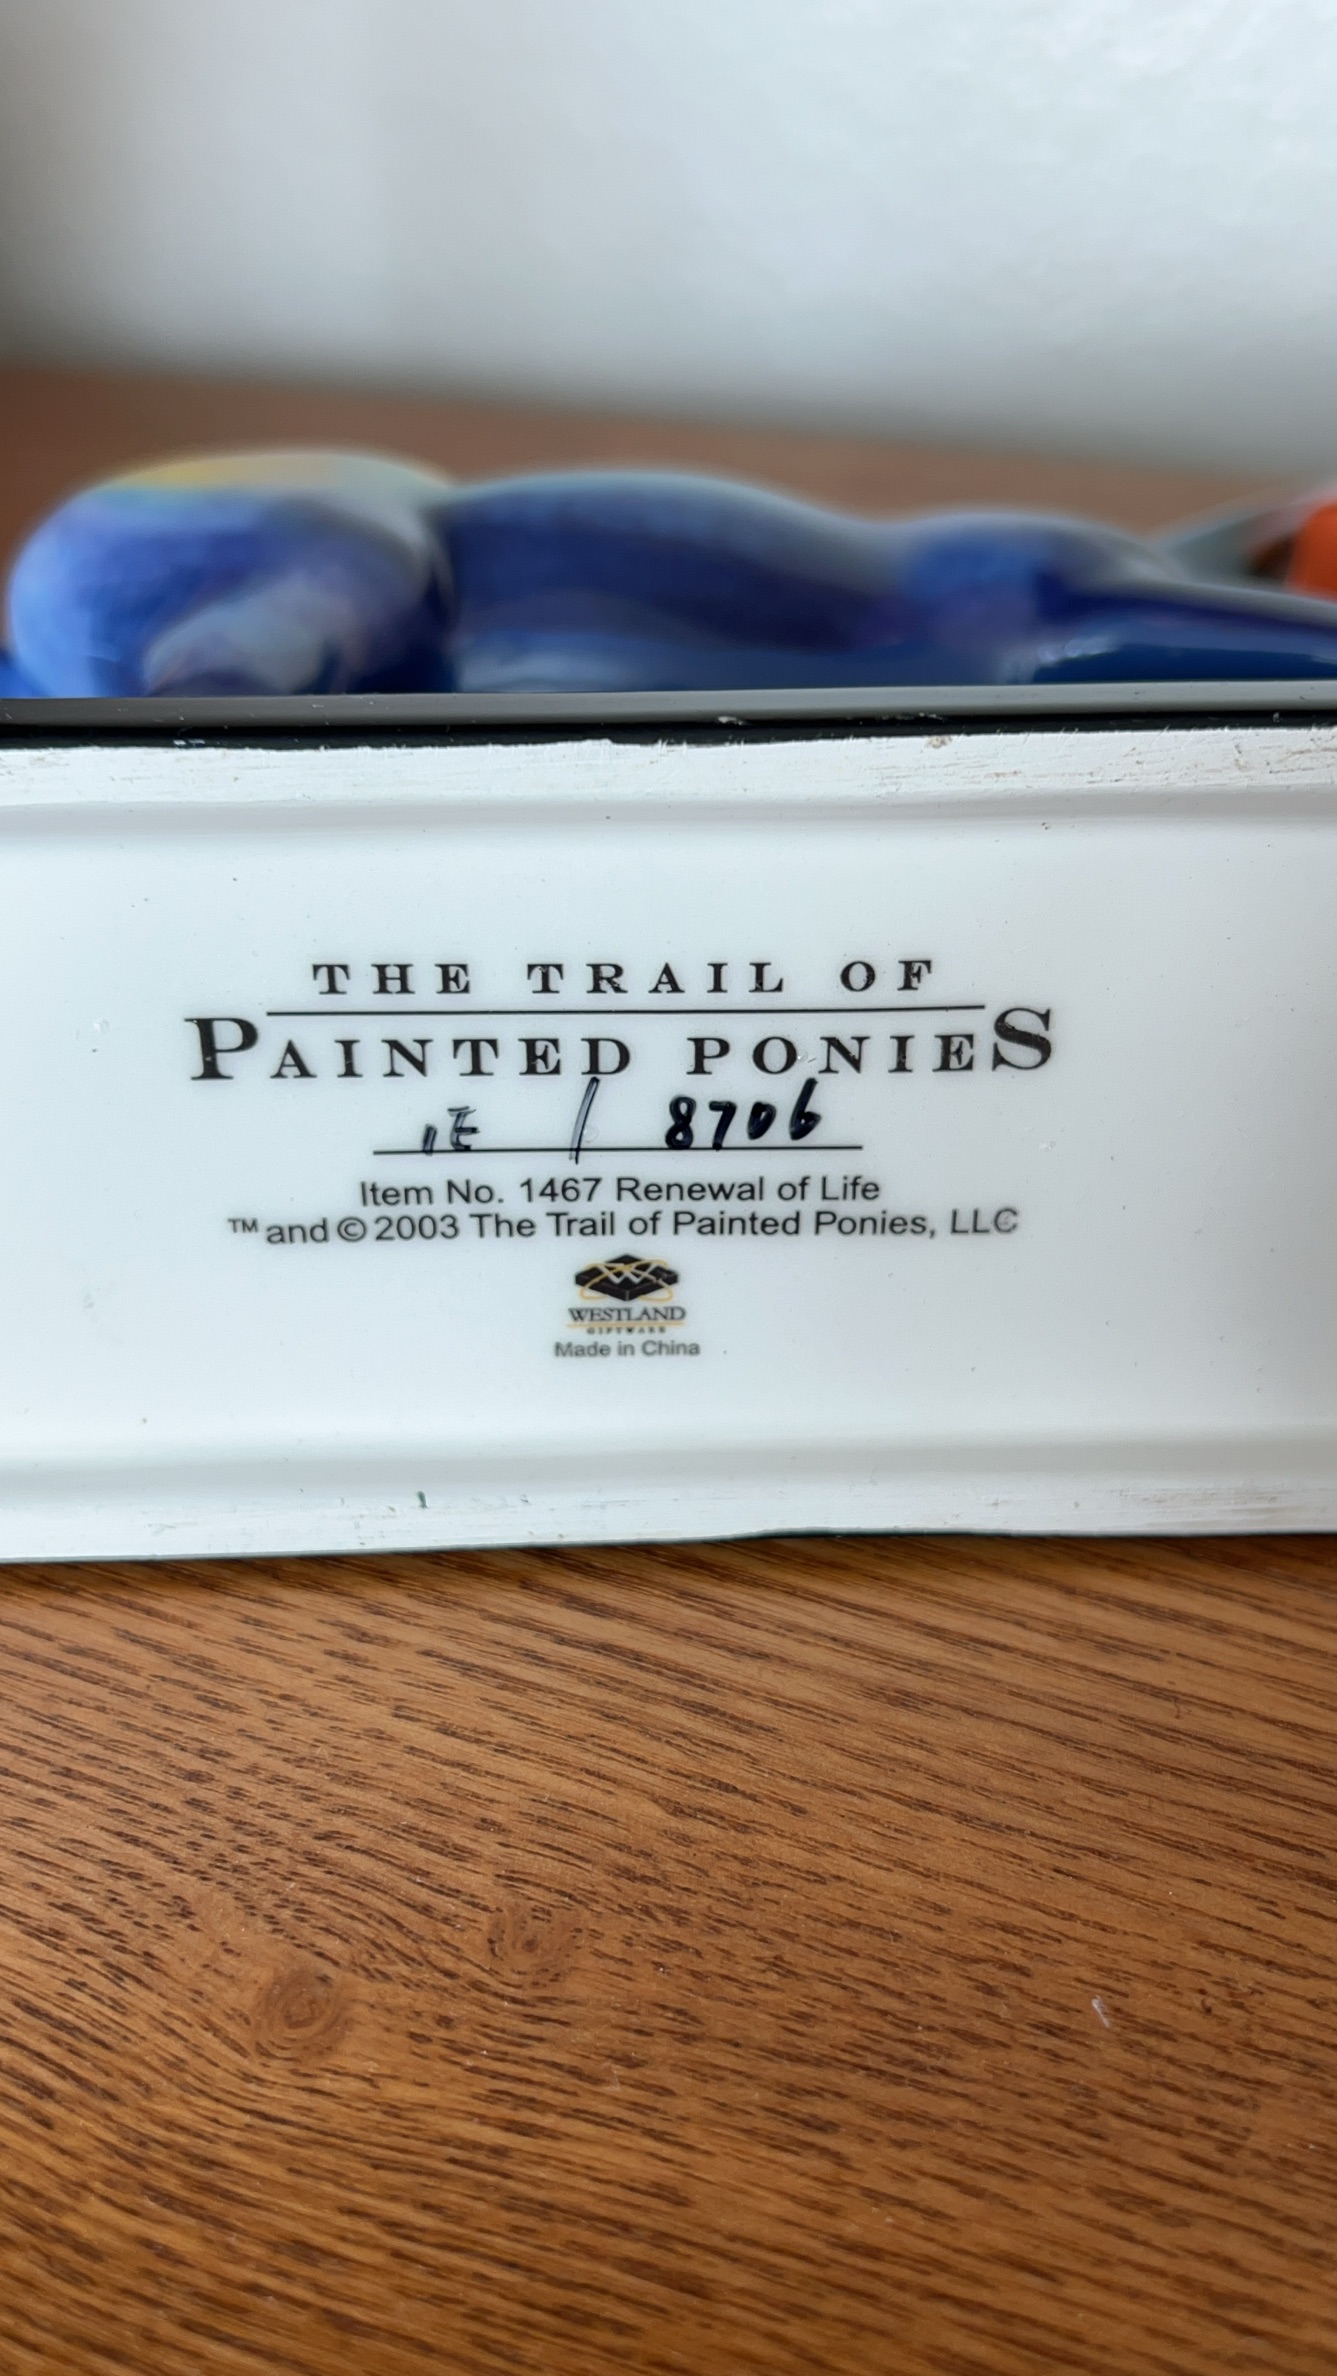 THE TRAIL OF
PAINTED PONIES
1E / 8706
Item No. 1467 Renewal of Life
™ and © 2003 The Trail of Painted Ponies, LLC
WESTLAND
GIFTWARE
Made in China